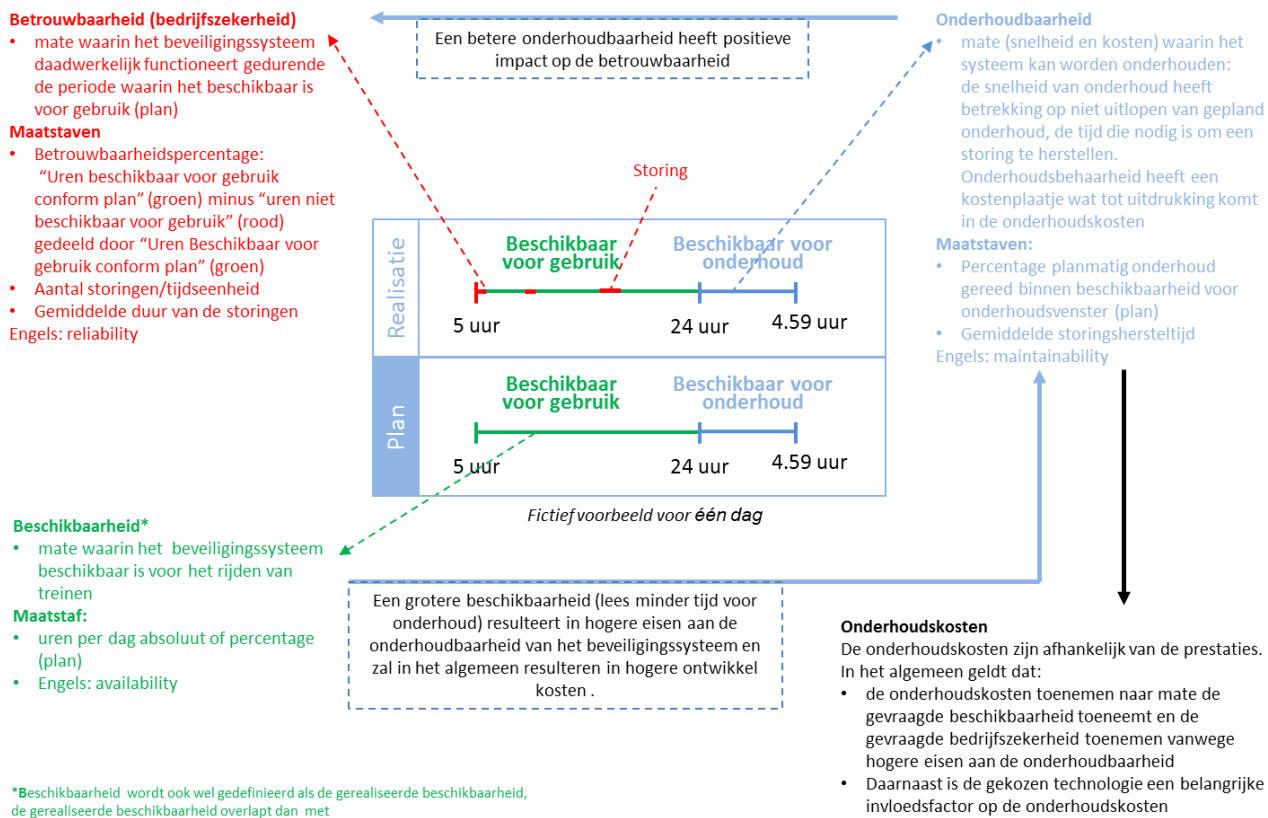 Betrouwbaarheid (bedrijfszekerheid)
• mate waarin het beveiligingssysteem
daadwerkelijk functioneert gedurende
de periode waarin het beschikbaar is
voor gebruik (plan)
Maatstaven
• Betrouwbaarheidspercentage:
“Uren beschikbaar voor gebruik
conform plan” (groen) minus “uren niet
beschikbaar voor gebruik” (rood)
gedeeld door “Uren Beschikbaar voor
gebruik conform plan” (groen)
• Aantal storingen/tijdseenheid
• Gemiddelde duur van de storingen
Engels: reliability
Een betere onderhoudbaarheid heeft positieve
impact op de betrouwbaarheid
Onderhoudbaarheid
• mate (snelheid en kosten) waarin het
systeem kan worden onderhouden:
de snelheid van onderhoud heeft
betrekking op niet uitlopen van gepland
onderhoud, de tijd die nodig is om een
storing te herstellen.
Onderhoudsbehaarheid heeft een
kostenplaatje wat tot uitdrukking komt
in de onderhoudskosten
Maatstaven:
• Percentage planmatig onderhoud
gereed binnen beschikbaarheid voor
onderhoudsvenster (plan)
• Gemiddelde storingshersteltijd
Engels: maintainability
Storing
Realisatie
Beschikbaar
voor gebruik
Beschikbaar voor
onderhoud
5 uur
24 uur
4.59 uur
Plan
Beschikbaar
voor gebruik
Beschikbaar voor
onderhoud
5 uur
24 uur
4.59 uur
Fictief voorbeeld voor één dag
Beschikbaarheid*
• mate waarin het beveiligingssysteem
beschikbaar is voor het rijden van
treinen
Maatstaf:
• uren per dag absoluut of percentage
(plan)
• Engels: availability
Een grotere beschikbaarheid (lees minder tijd voor
onderhoud) resulteert in hogere eisen aan de
onderhoudbaarheid van het beveiligingssysteem en
zal in het algemeen resulteren in hogere ontwikkel
kosten .
Onderhoudskosten
De onderhoudskosten zijn afhankelijk van de prestaties.
In het algemeen geldt dat:
• de onderhoudskosten toenemen naar mate de
gevraagde beschikbaarheid toeneemt en de
gevraagde bedrijfszekerheid toenemen vanwege
hogere eisen aan de onderhoudbaarheid
• Daarnaast is de gekozen technologie een belangrijke
invloedsfactor op de onderhoudskosten
*Beschikbaarheid wordt ook wel gedefinieerd als de gerealiseerde beschikbaarheid,
de gerealiseerde beschikbaarheid overlapt dan met